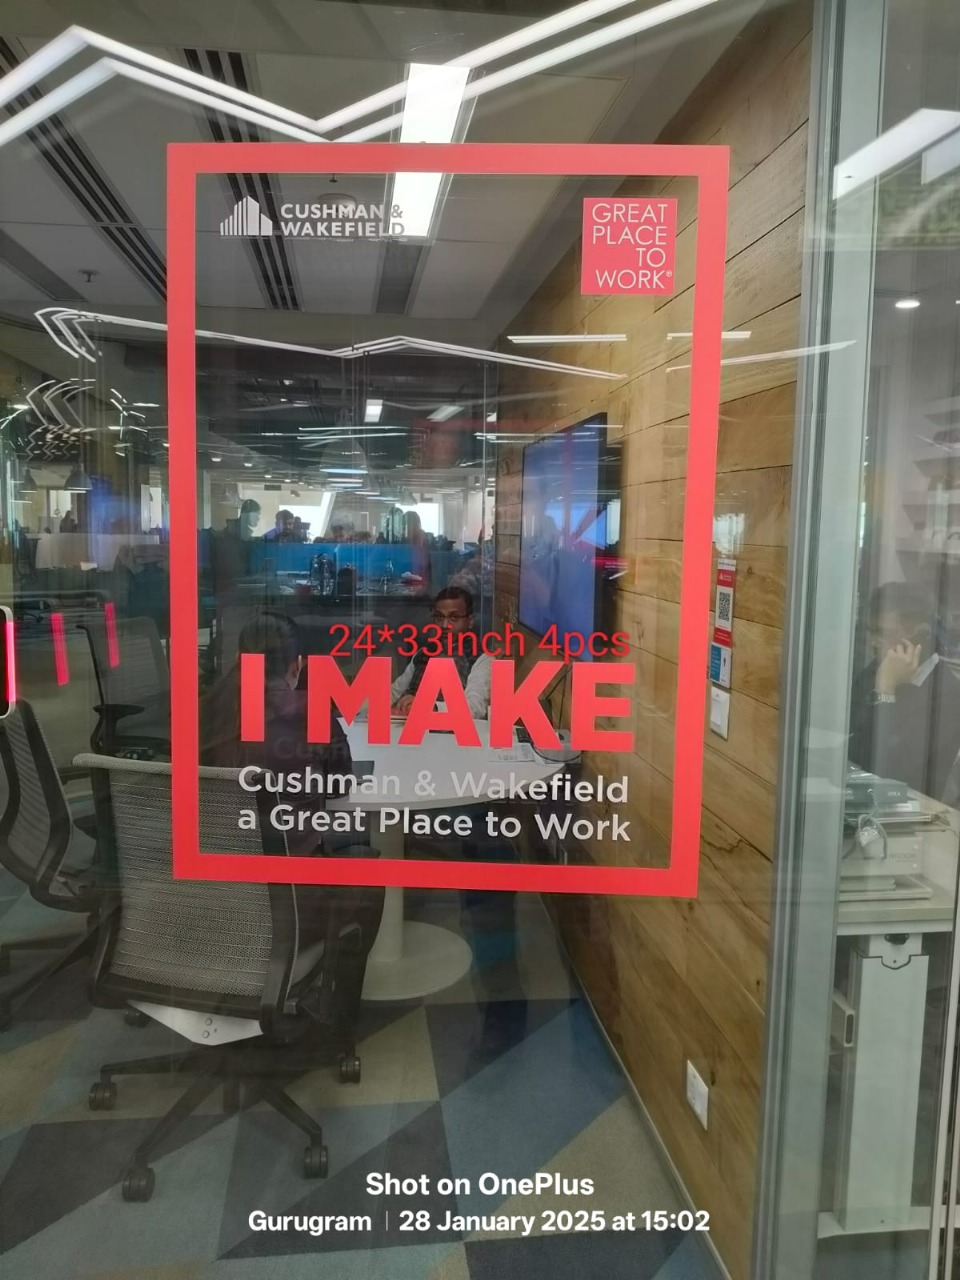 CUSHMAN &
WAKEFIELD
GREAT
PLACE
TO
WORK®
24*33inch 4pcs
I MAKE
Cushman & Wakefield
a Great Place to Work
Shot on OnePlus
Gurugram | 28 January 2025 at 15:02